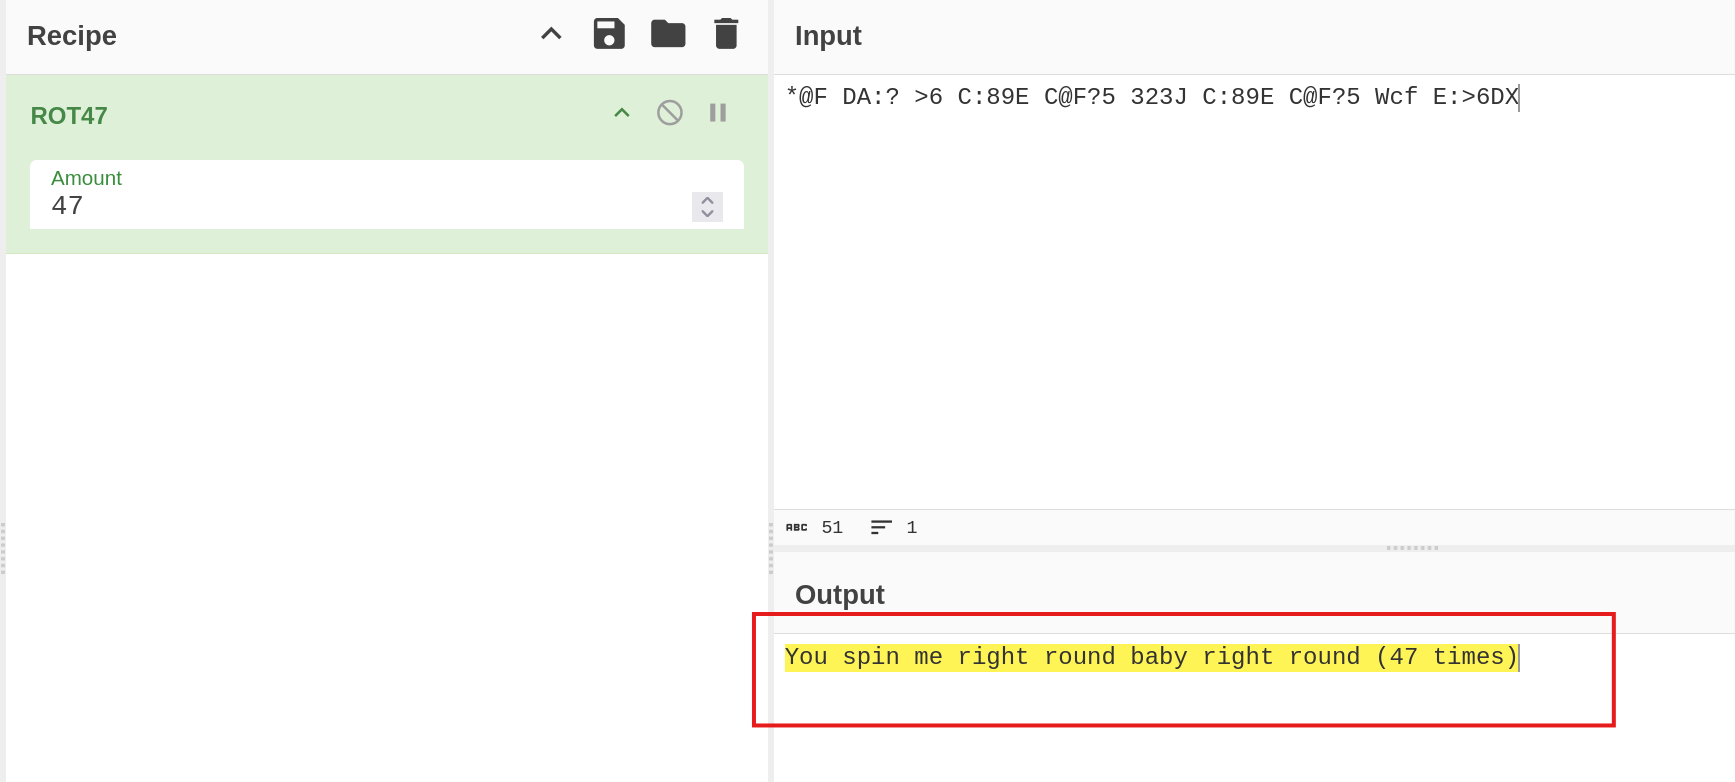 Recipe
ROT47
Amount
47
Input
*@F DA:? >6 C:89E C@F?5 323J C:89E C@F?5 Wcf E:>6DX
ABC 51 1
Output
You spin me right round baby right round (47 times)